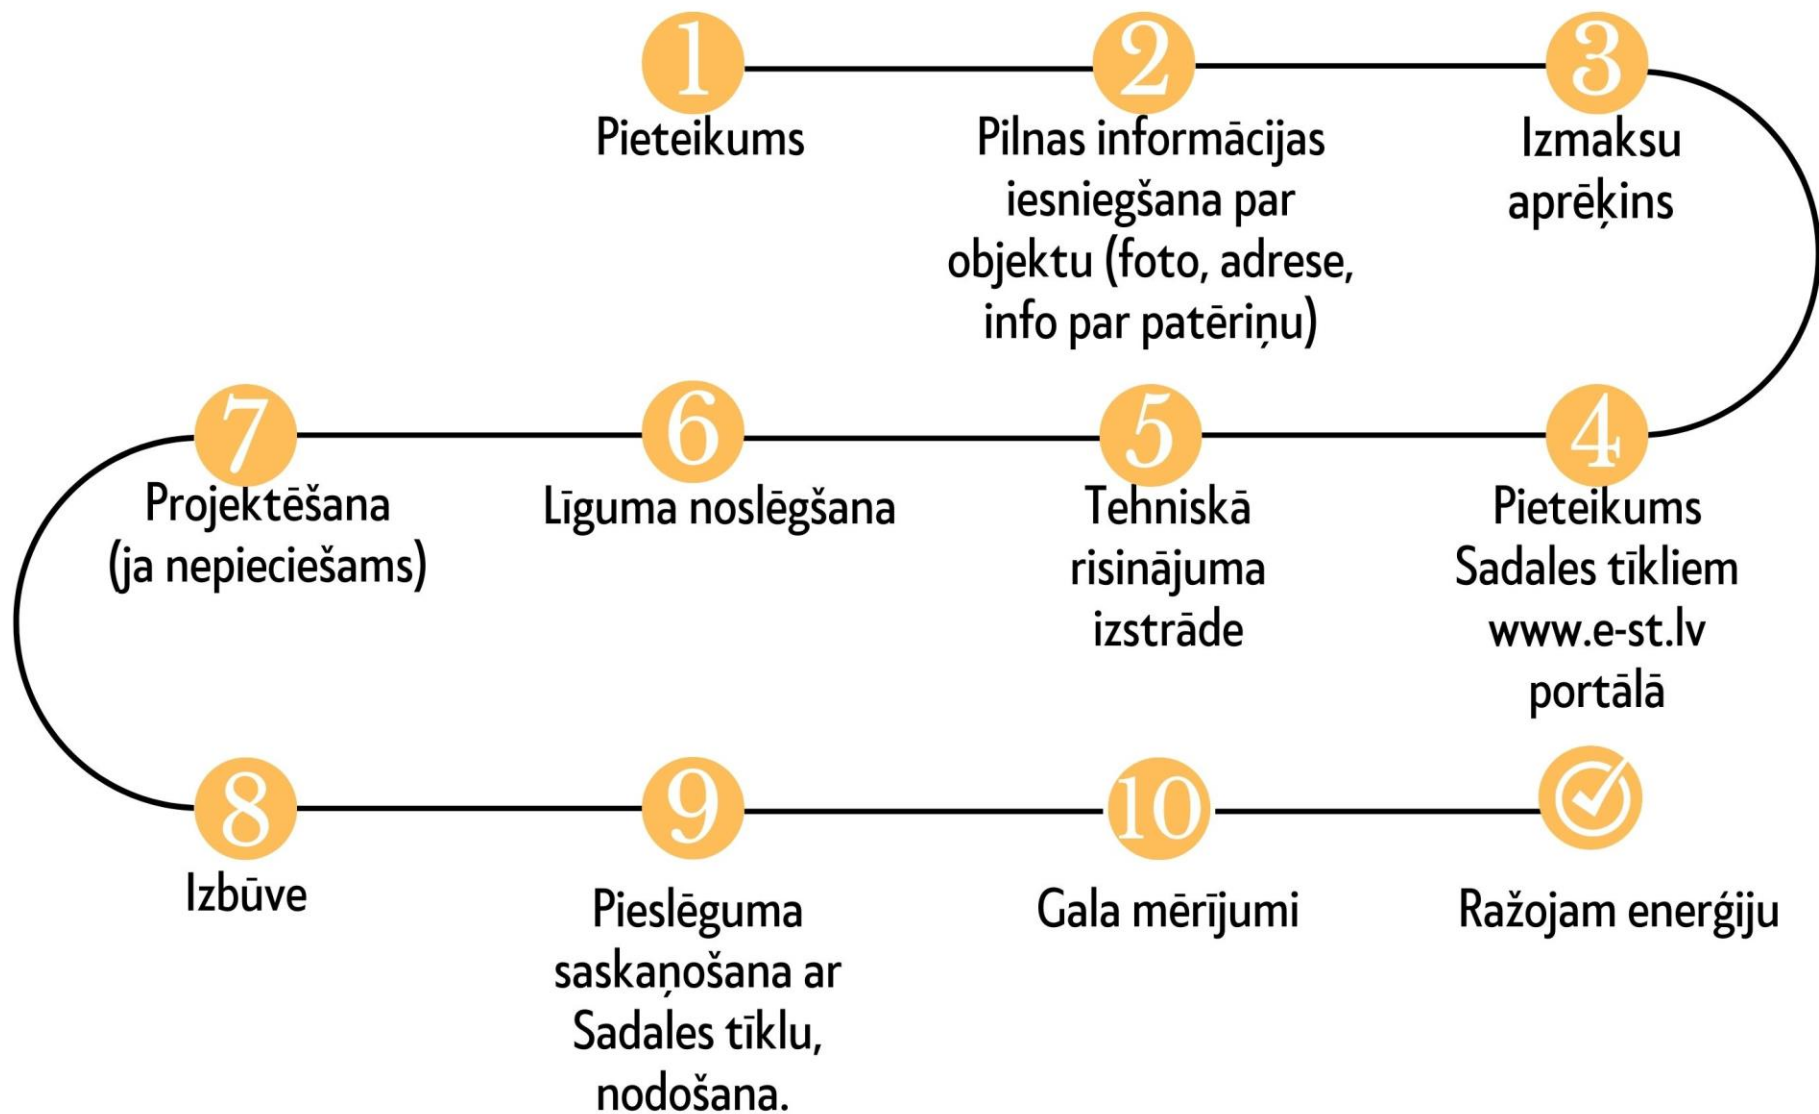 1
Pieteikums
2
Pilnas informācijas
iesniegšana par
objektu (foto, adrese,
info par patēriņu)
3
Izmaksu
aprēķins
4
Pieteikums
Sadales tīkliem
www.e-st.lv
portālā
5
Tehniskā
risinājuma
izstrāde
6
Līguma noslēgšana
7
Projektēšana
(ja nepieciešams)
8
Izbūve
9
Pieslēguma
saskaņošana ar
Sadales tīklu,
nodošana.
10
Gala mērījumi
Ražojam enerģiju